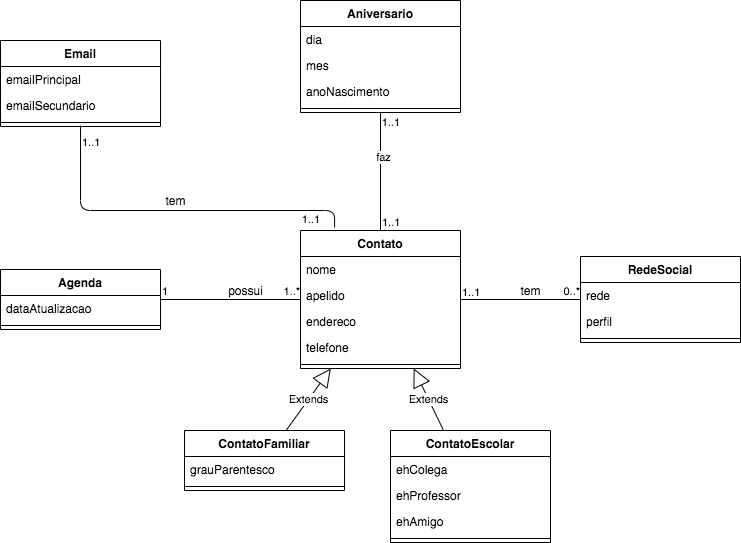 Aniversario
dia
mes
anoNascimento
Email
emailPrincipal
emailSecundario
1..1
1..1
faz
tem
1..1
1..1
Contato
nome
apelido
endereco
telefone
Agenda
dataAtualizacao
1
possui
1..*
1..1
tem
0..*
RedeSocial
rede
perfil
Extends
Extends
ContatoFamiliar
grauParentesco
ContatoEscolar
ehColega
ehProfessor
ehAmigo